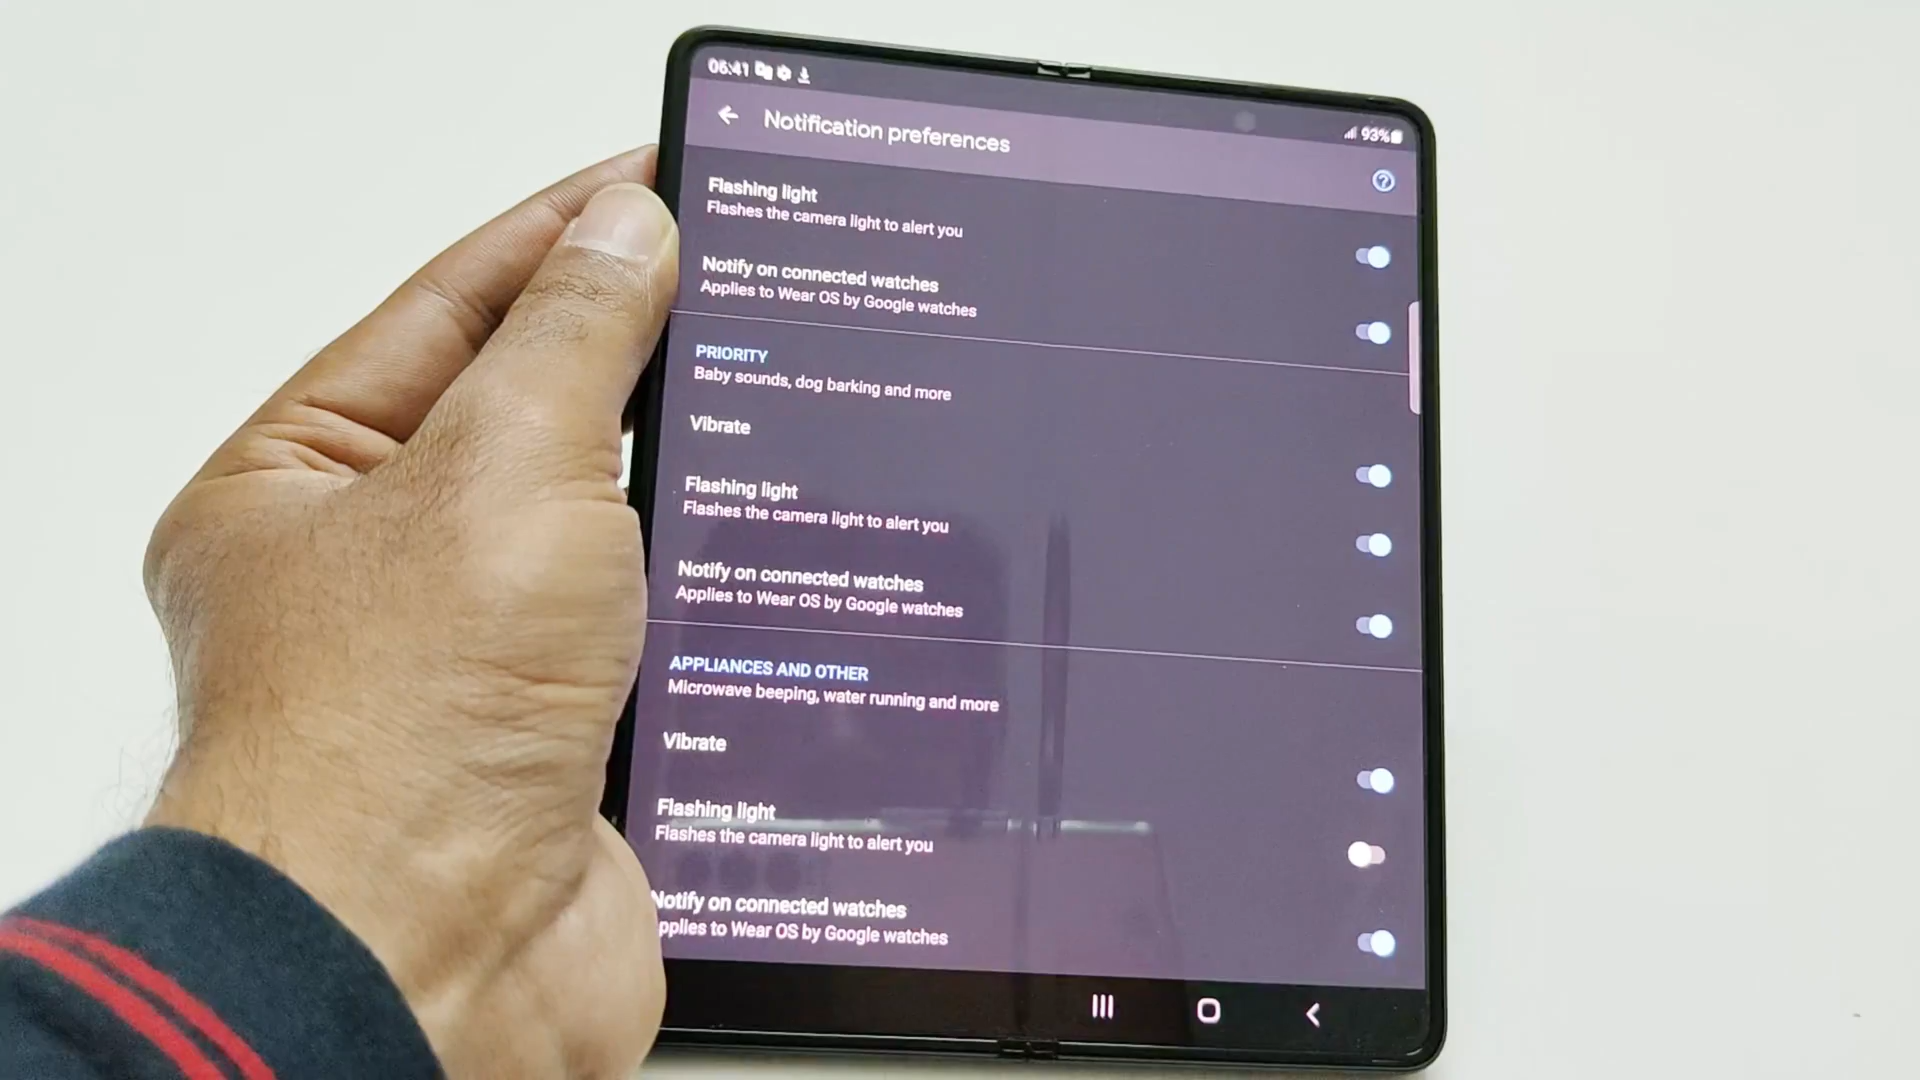 06:41
93%
Notification preferences
Flashing light
Flashes the camera light to alert you
Notify on connected watches
Applies to Wear OS by Google watches
PRIORITY
Baby sounds, dog barking and more
Vibrate
Flashing light
Flashes the camera light to alert you
Notify on connected watches
Applies to Wear OS by Google watches
APPLIANCES AND OTHER
Microwave beeping, water running and more
Vibrate
Flashing light
Flashes the camera light to alert you
Notify on connected watches
pplies to Wear OS by Google watches